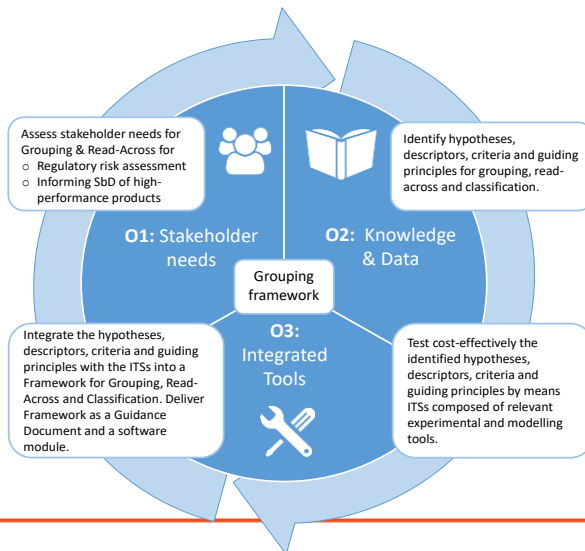 Assess stakeholder needs for
Grouping & Read-Across for
o Regulatory risk assessment
o Informing SbD of high-
performance products
Identify hypotheses,
descriptors, criteria and guiding
principles for grouping, read-
across and classification.
O1: Stakeholder
needs
O2: Knowledge
& Data
Grouping
framework
O3:
Integrated
Tools
Integrate the hypotheses,
descriptors, criteria and guiding
principles with the ITSs into a
Framework for Grouping, Read-
Across and Classification. Deliver
Framework as a Guidance
Document and a software
module.
Test cost-effectively the
identified hypotheses,
descriptors, criteria and
guiding principles by means
ITSs composed of relevant
experimental and modelling
tools.